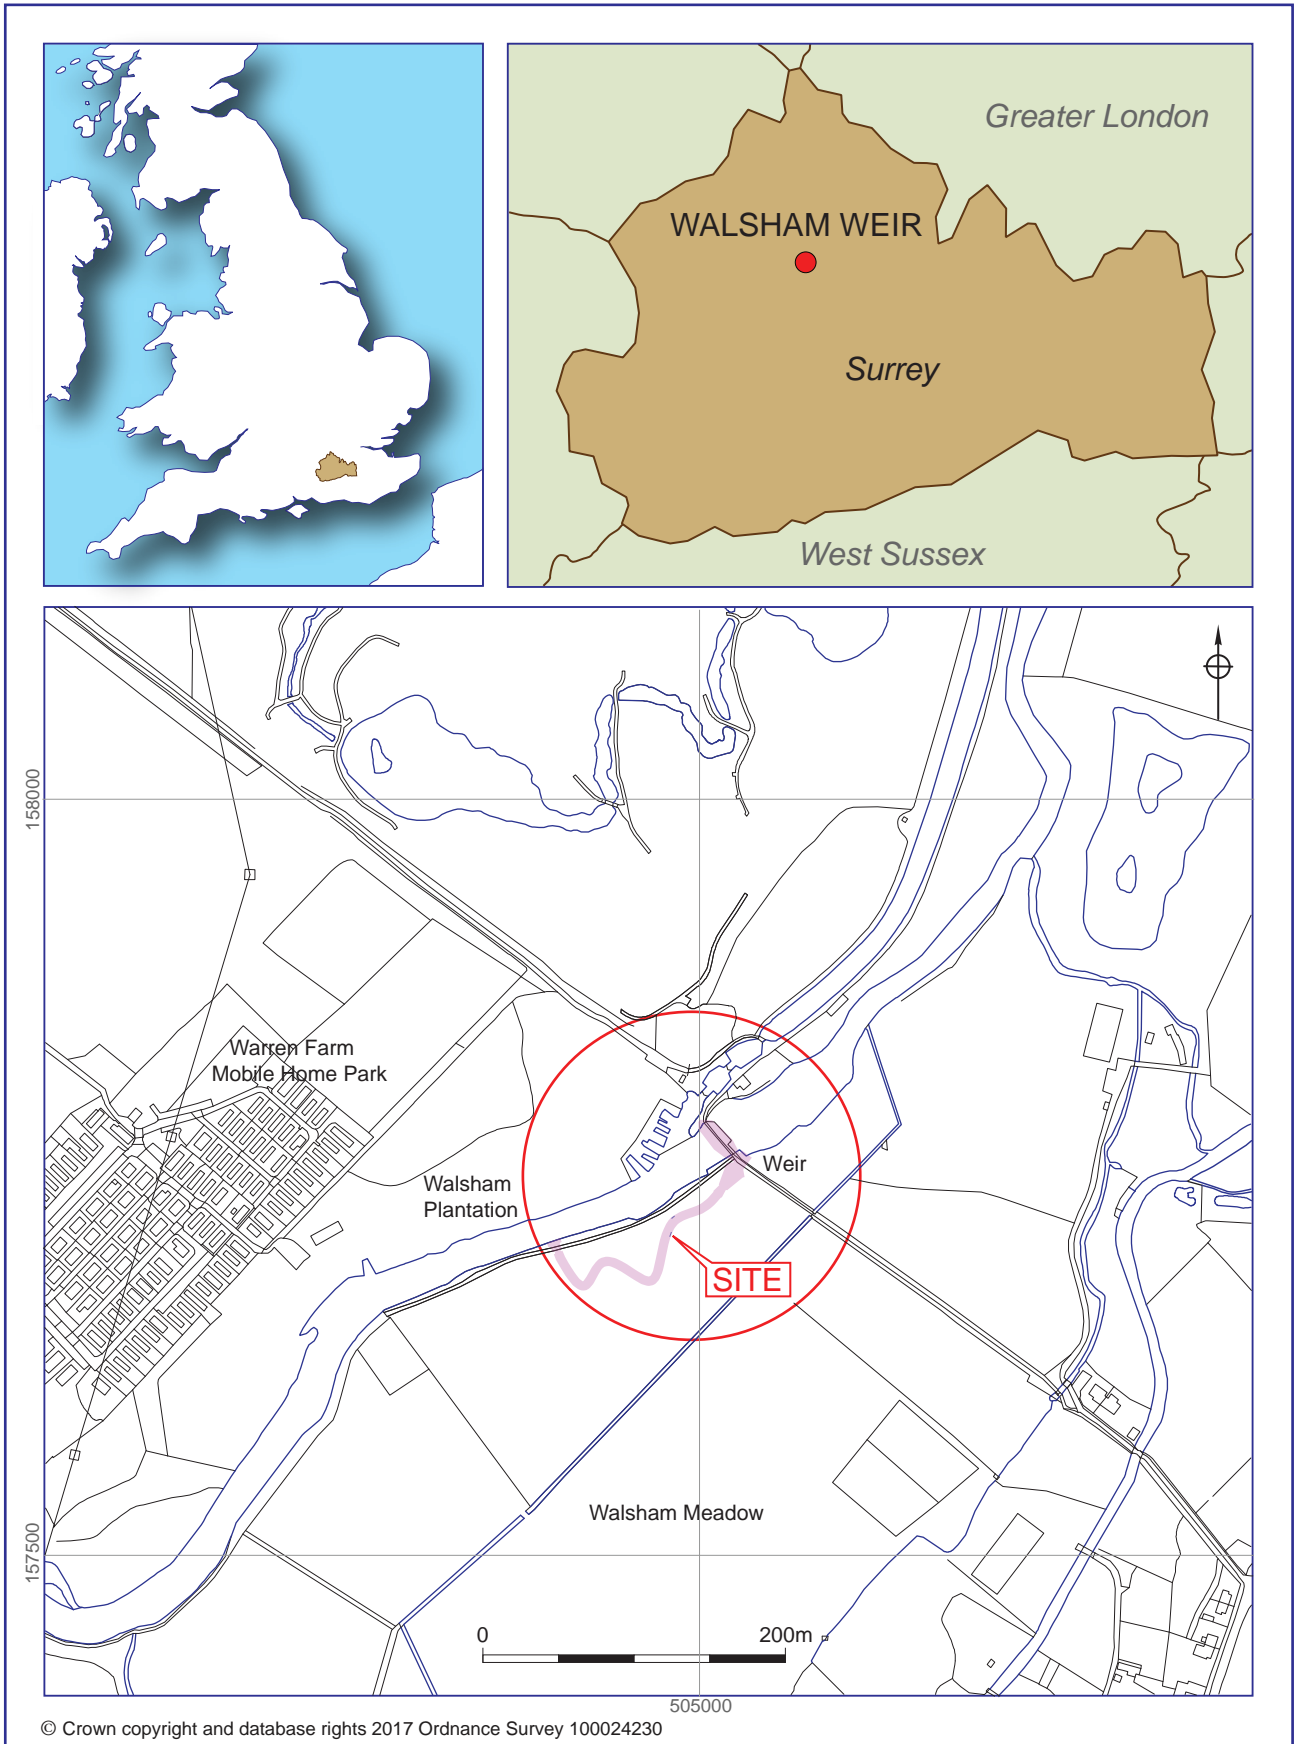 Greater London
WALSHAM WEIR
Surrey
West Sussex
158000
Warren Farm
Mobile Home Park
Walsham
Plantation
Weir
SITE
Walsham Meadow
157500
0
200m
505000
© Crown copyright and database rights 2017 Ordnance Survey 100024230